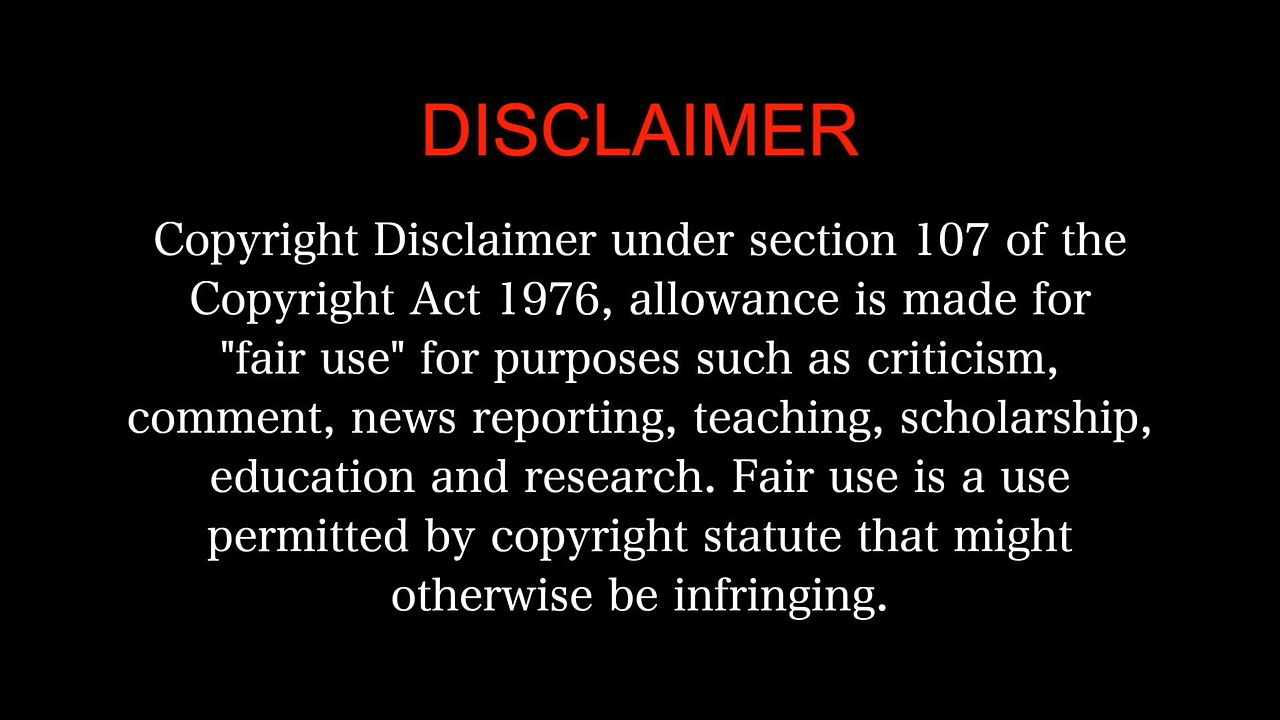 DISCLAIMER
Copyright Disclaimer under section 107 of the
Copyright Act 1976, allowance is made for
"fair use" for purposes such as criticism,
comment, news reporting, teaching, scholarship,
education and research. Fair use is a use
permitted by copyright statute that might
otherwise be infringing.